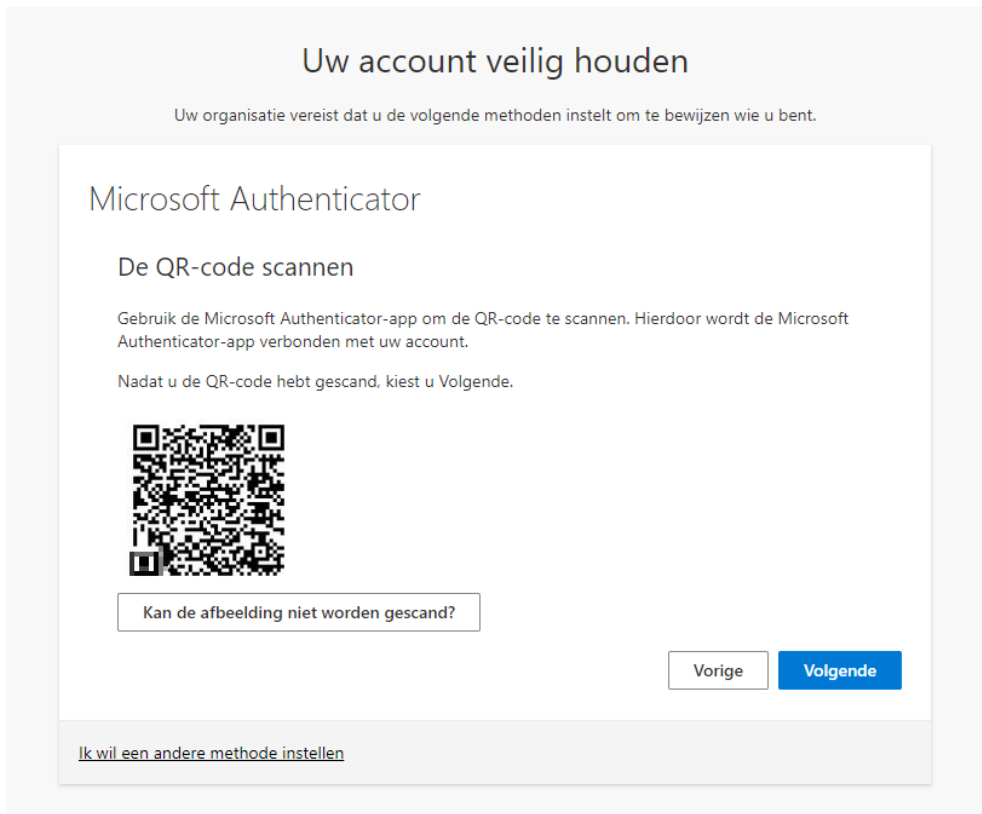 Uw account veilig houden
Uw organisatie vereist dat u de volgende methoden instelt om te bewijzen wie u bent.
Microsoft Authenticator
De QR-code scannen
Gebruik de Microsoft Authenticator-app om de QR-code te scannen. Hierdoor wordt de Microsoft
Authenticator-app verbonden met uw account.
Nadat u de QR-code hebt gescand, kiest u Volgende.
Kan de afbeelding niet worden gescand?
Vorige
Volgende
Ik wil een andere methode instellen